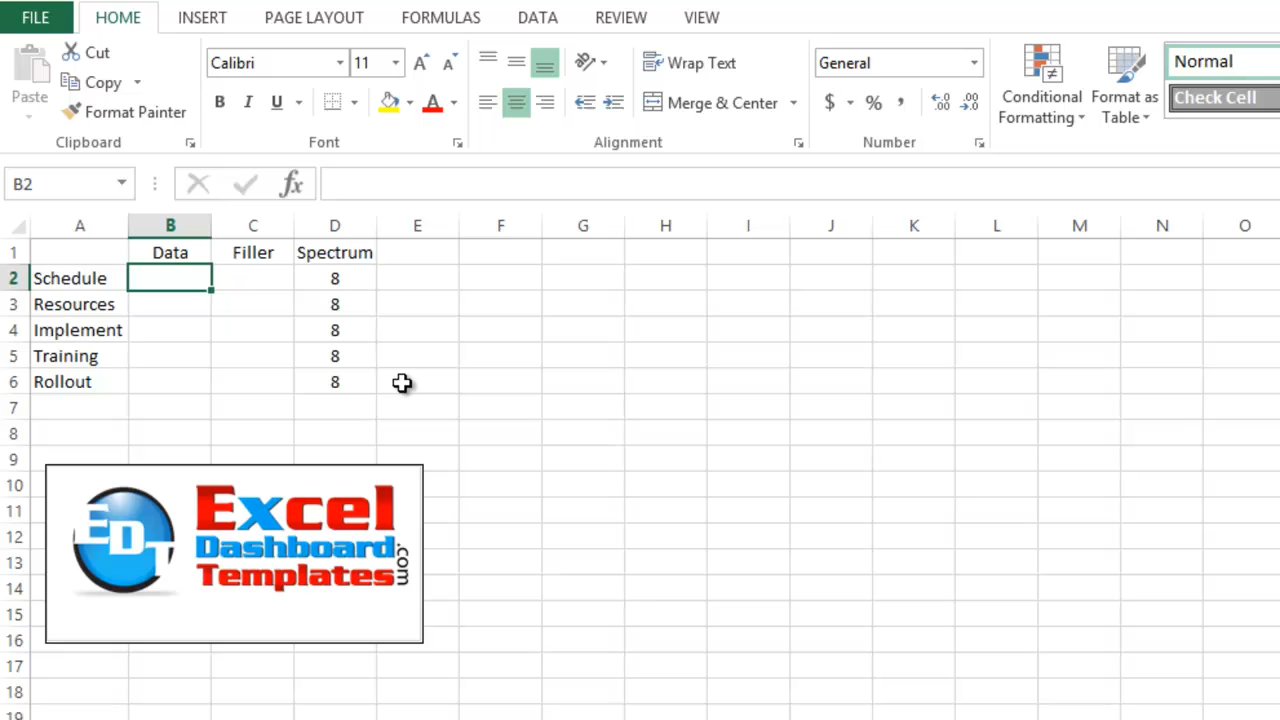 FILE HOME INSERT PAGE LAYOUT FORMULAS DATA REVIEW VIEW
Paste
Cut
Copy
Format Painter
Clipboard
Calibri 11
B I U
Font
Wrap Text
Merge & Center
Alignment
General
$ % , .00
Number
Conditional Formatting
Format as Table
Normal
Check Cell
B2 fx
A B C D E F G H I J K L M N O
1 Data Filler Spectrum
2 Schedule 8
3 Resources 8
4 Implement 8
5 Training 8
6 Rollout 8
7
8
9
10
11
12
13
14
15
16
17
18
19
EDT
Excel
Dashboard
Templates
.com